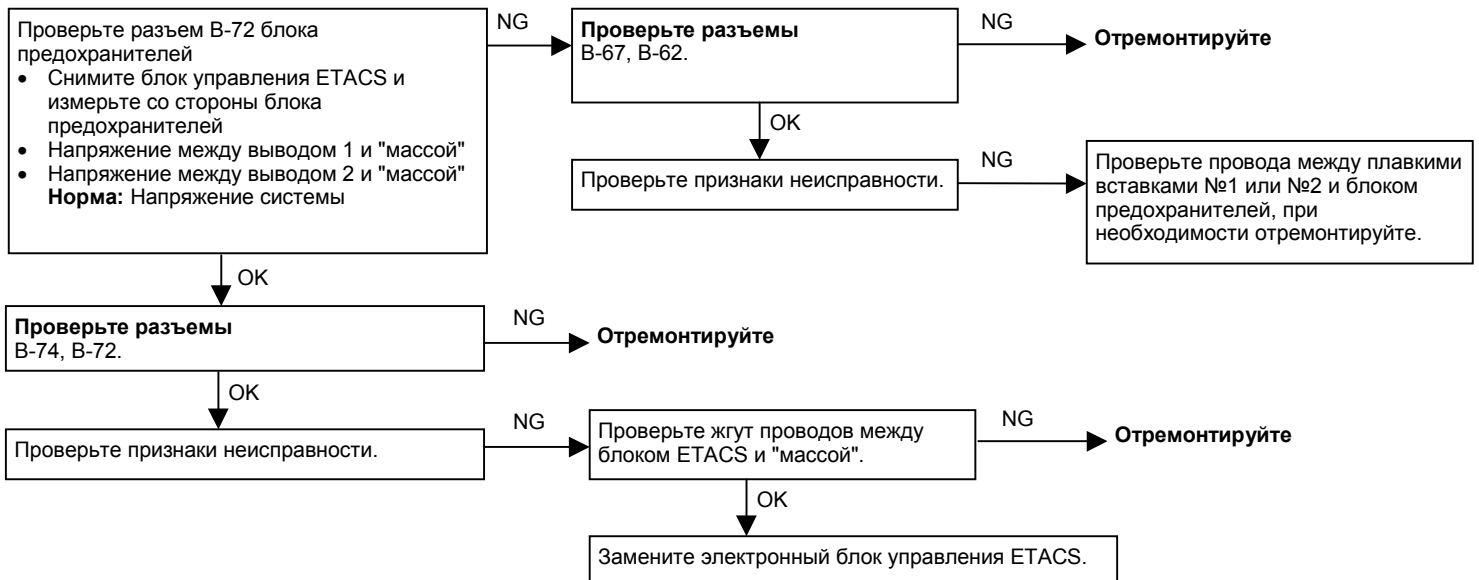 Проверьте разъем В-72 блока
предохранителей
• Снимите блок управления ETACS и
измерьте со стороны блока
предохранителей
• Напряжение между выводом 1 и "массой"
• Напряжение между выводом 2 и "массой"
Норма: Напряжение системы
NG
Проверьте разъемы
В-67, В-62.
NG
Отремонтируйте
OK
Проверьте признаки неисправности.
NG
Проверьте провода между плавкими
вставками №1 или №2 и блоком
предохранителей, при
необходимости отремонтируйте.
OK
Проверьте разъемы
В-74, В-72.
NG
Отремонтируйте
OK
Проверьте признаки неисправности.
NG
Проверьте жгут проводов между
блоком ETACS и "массой".
NG
Отремонтируйте
OK
Замените электронный блок управления ETACS.